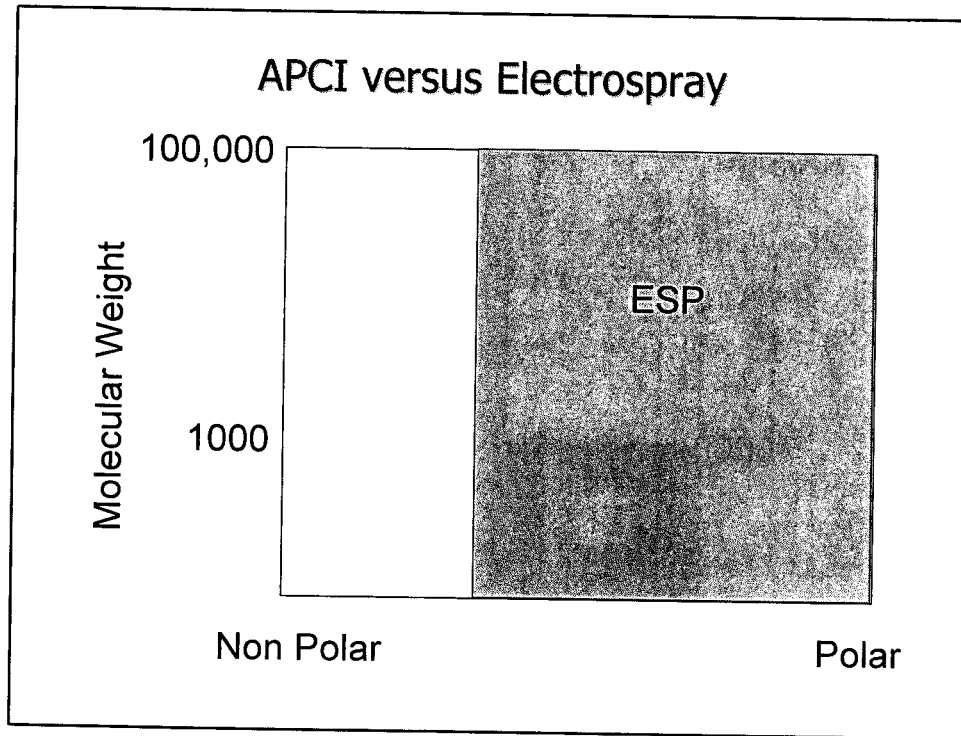 APCI versus Electrospray
100,000
Molecular Weight
ESP
1000
Non Polar
Polar